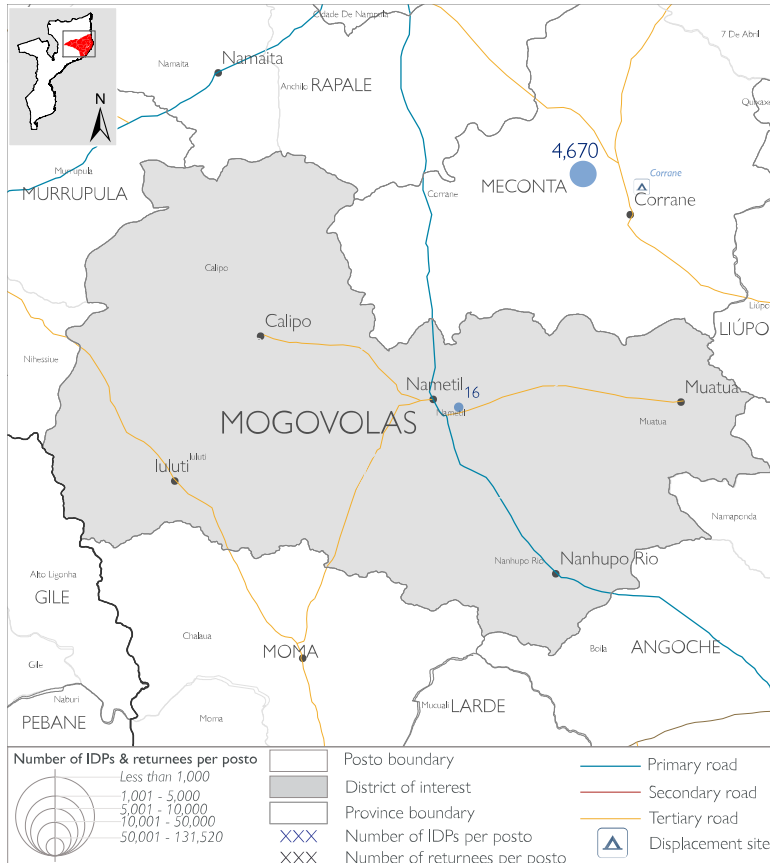 Cidade De Nampula
7 De Abril
N
Namaita
Namaita
Anchilo
RAPALE
Quixaxe
4,670
Murrupula
MURRUPULA
MECONTA
Corrane
Corrane
Corrane
Calipo
Liúpo
LIÚPO
Calipo
Nihessiue
Nametil
16
Nametil
Muatua
Muatua
MOGOVOLAS
Iuluti
Iuluti
Namaponda
Nanhupo Rio
Nanhupo Rio
Alto Ligonha
GILE
Chalaua
MOMA
Boila
ANGOCHE
Gile
Naburi
PEBANE
Moma
Mucuali
LARDE
Number of IDPs & returnees per posto
Less than 1,000
1,001 - 5,000
5,001 - 10,000
10,001 - 50,000
50,001 - 131,520
Posto boundary
District of interest
Province boundary
XXX Number of IDPs per posto
XXX Number of returnees per posto
Primary road
Secondary road
Tertiary road
Displacement site